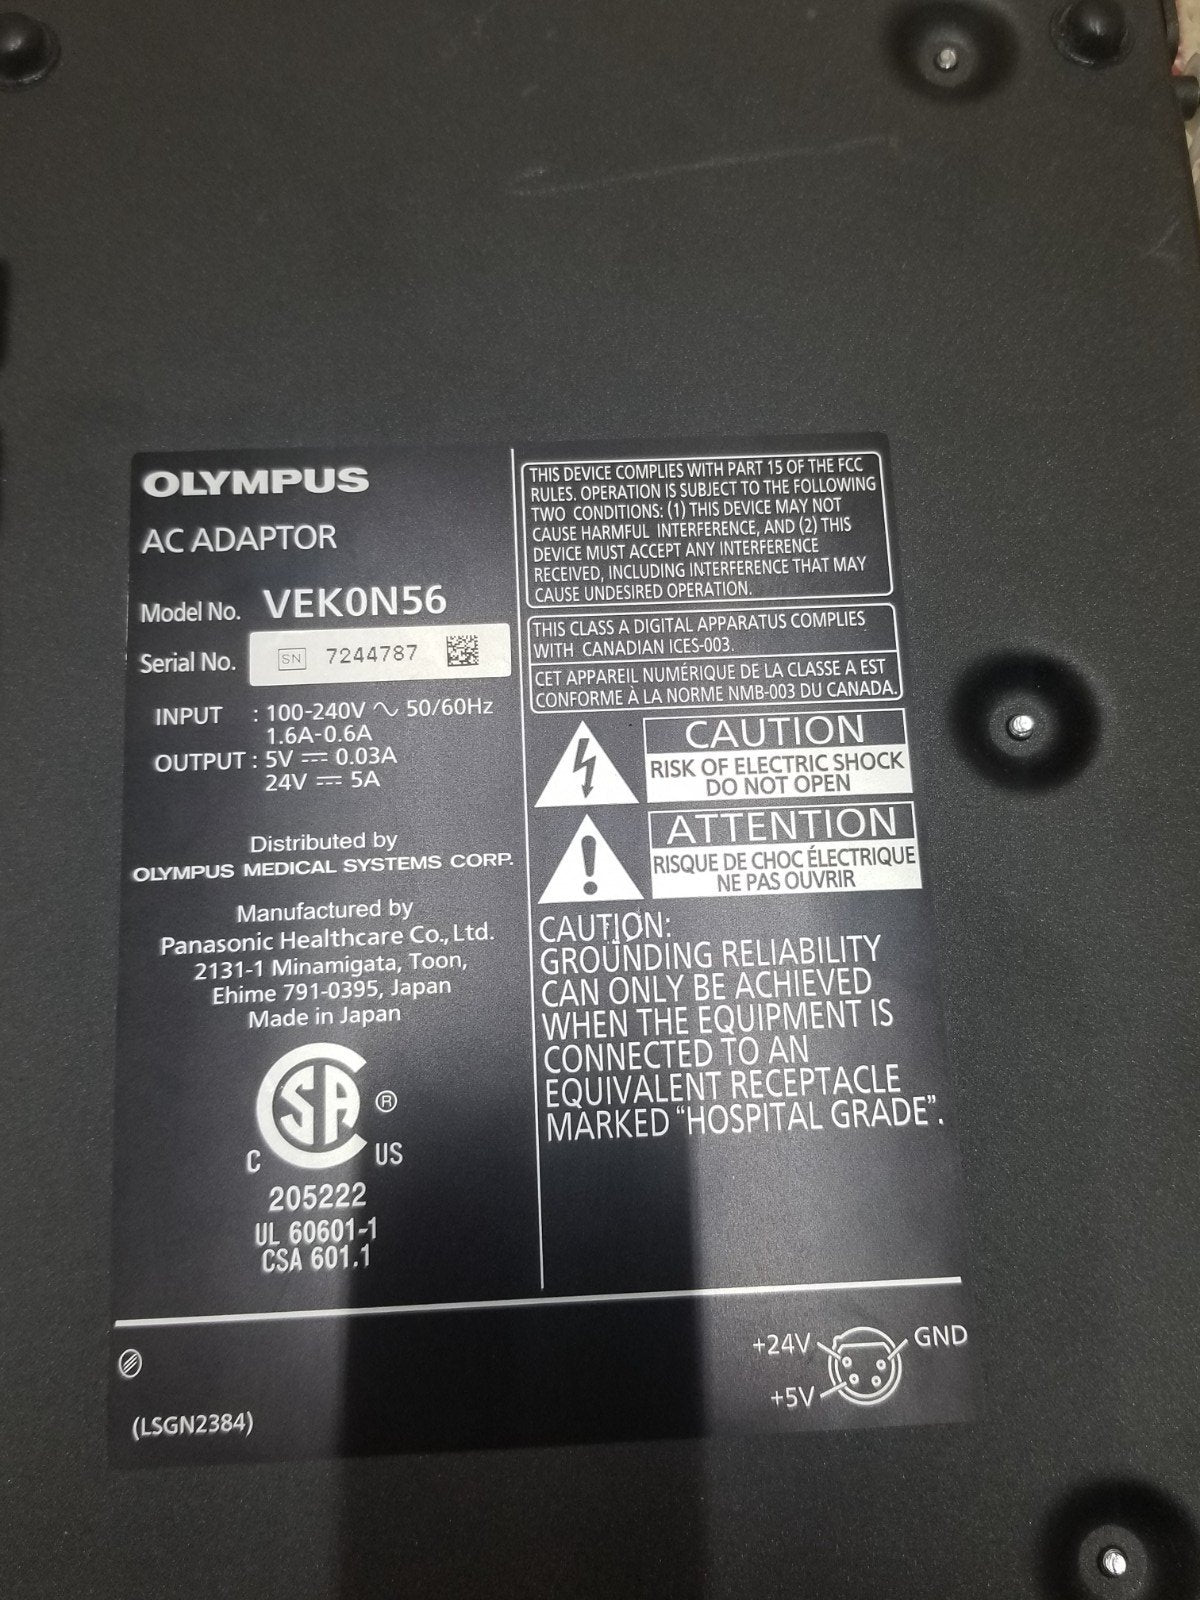 OLYMPUS
AC ADAPTOR
Model No. VEK0N56
Serial No. SN 7244787
INPUT : 100-240V ∿ 50/60Hz
1.6A-0.6A
OUTPUT : 5V ⎓ 0.03A
24V ⎓ 5A
Distributed by
OLYMPUS MEDICAL SYSTEMS CORP.
Manufactured by
Panasonic Healthcare Co., Ltd.
2131-1 Minamigata, Toon,
Ehime 791-0395, Japan
Made in Japan
CSA ®
C US
205222
UL 60601-1
CSA 601.1
THIS DEVICE COMPLIES WITH PART 15 OF THE FCC
RULES. OPERATION IS SUBJECT TO THE FOLLOWING
TWO CONDITIONS: (1) THIS DEVICE MAY NOT
CAUSE HARMFUL INTERFERENCE, AND (2) THIS
DEVICE MUST ACCEPT ANY INTERFERENCE
RECEIVED, INCLUDING INTERFERENCE THAT MAY
CAUSE UNDESIRED OPERATION.
THIS CLASS A DIGITAL APPARATUS COMPLIES
WITH CANADIAN ICES-003.
CET APPAREIL NUMÉRIQUE DE LA CLASSE A EST
CONFORME À LA NORME NMB-003 DU CANADA.
CAUTION
RISK OF ELECTRIC SHOCK
DO NOT OPEN
ATTENTION
RISQUE DE CHOC ÉLECTRIQUE
NE PAS OUVRIR
CAUTION:
GROUNDING RELIABILITY
CAN ONLY BE ACHIEVED
WHEN THE EQUIPMENT IS
CONNECTED TO AN
EQUIVALENT RECEPTACLE
MARKED “HOSPITAL GRADE”.
+24V GND
+5V
(LSGN2384)